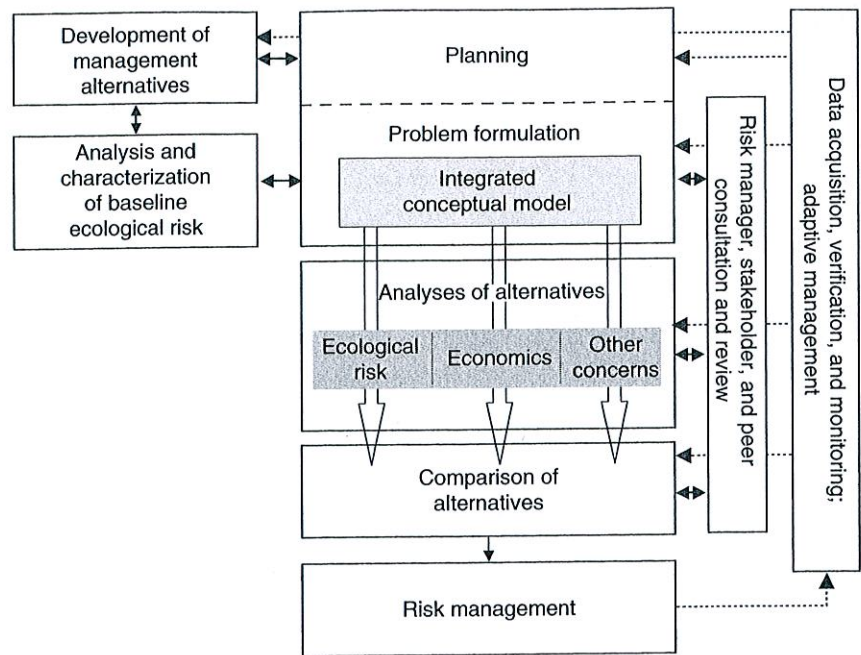 Development of
management
alternatives
Planning
Analysis and
characterization
of baseline
ecological risk
Problem formulation
Integrated
conceptual model
Analyses of alternatives
Ecological
risk
Economics
Other
concerns
Comparison of
alternatives
Risk management
Risk manager, stakeholder, and peer
consultation and review
Data acquisition, verification, and monitoring;
adaptive management